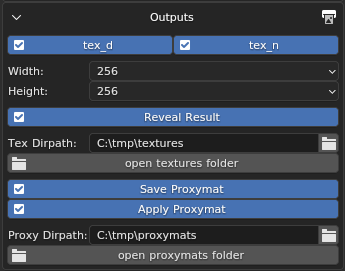 Outputs
tex_d tex_n
Width: 256
Height: 256
Reveal Result
Tex Dirpath: C:\tmp\textures
open textures folder
Save Proxymat
Apply Proxymat
Proxy Dirpath: C:\tmp\proxymats
open proxymats folder